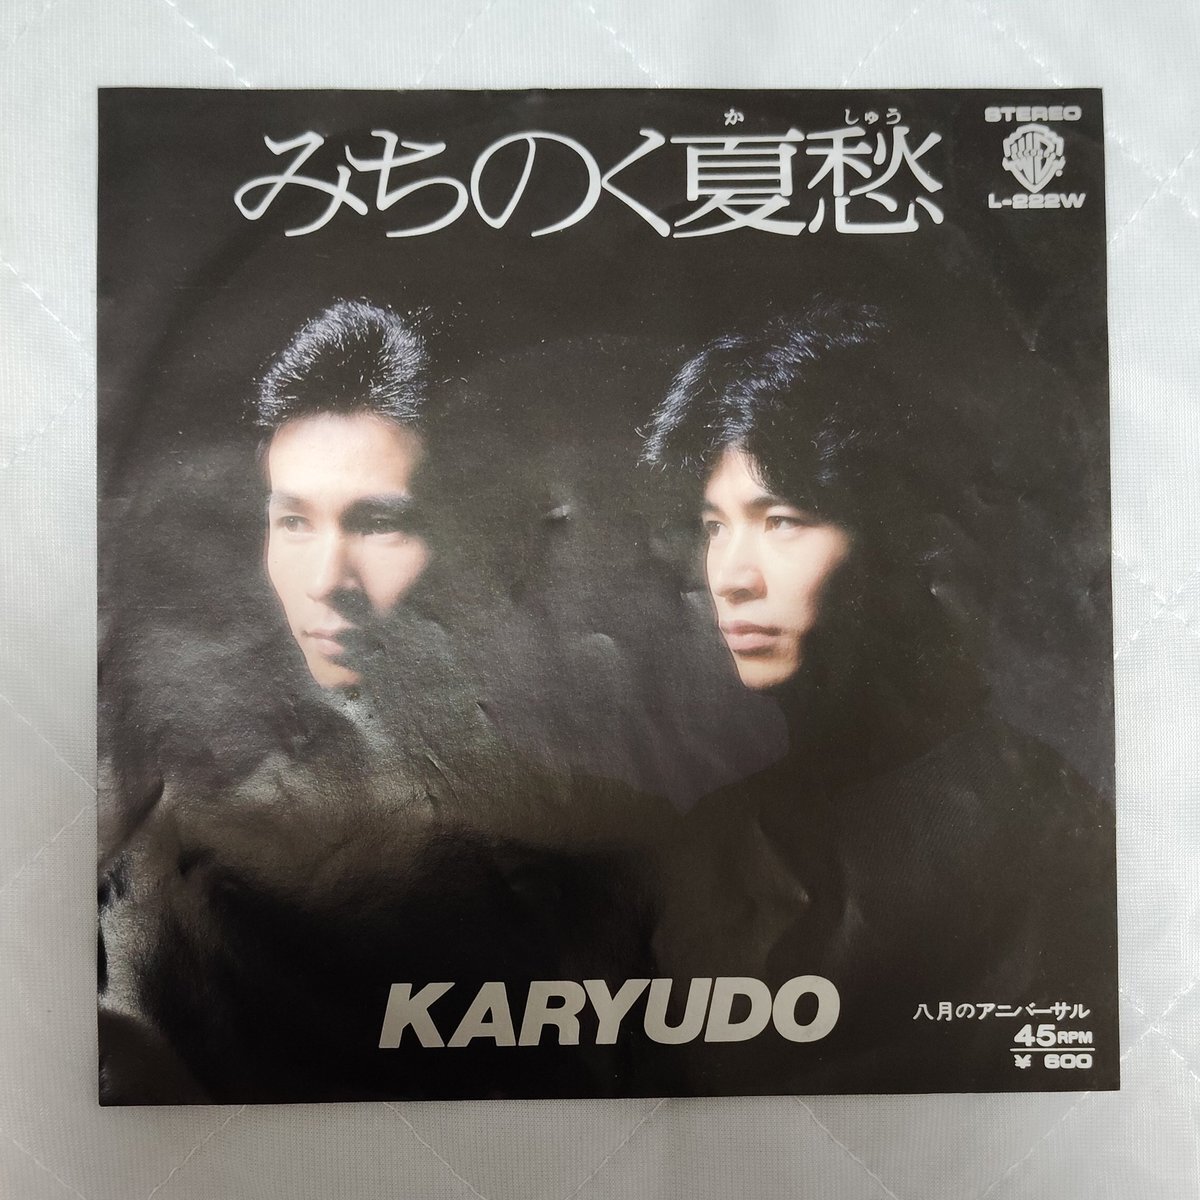 か しゅう
みちのく夏愁
STEREO
L-222W
KARYUDO
八月のアニバーサル
45RPM
¥ 600